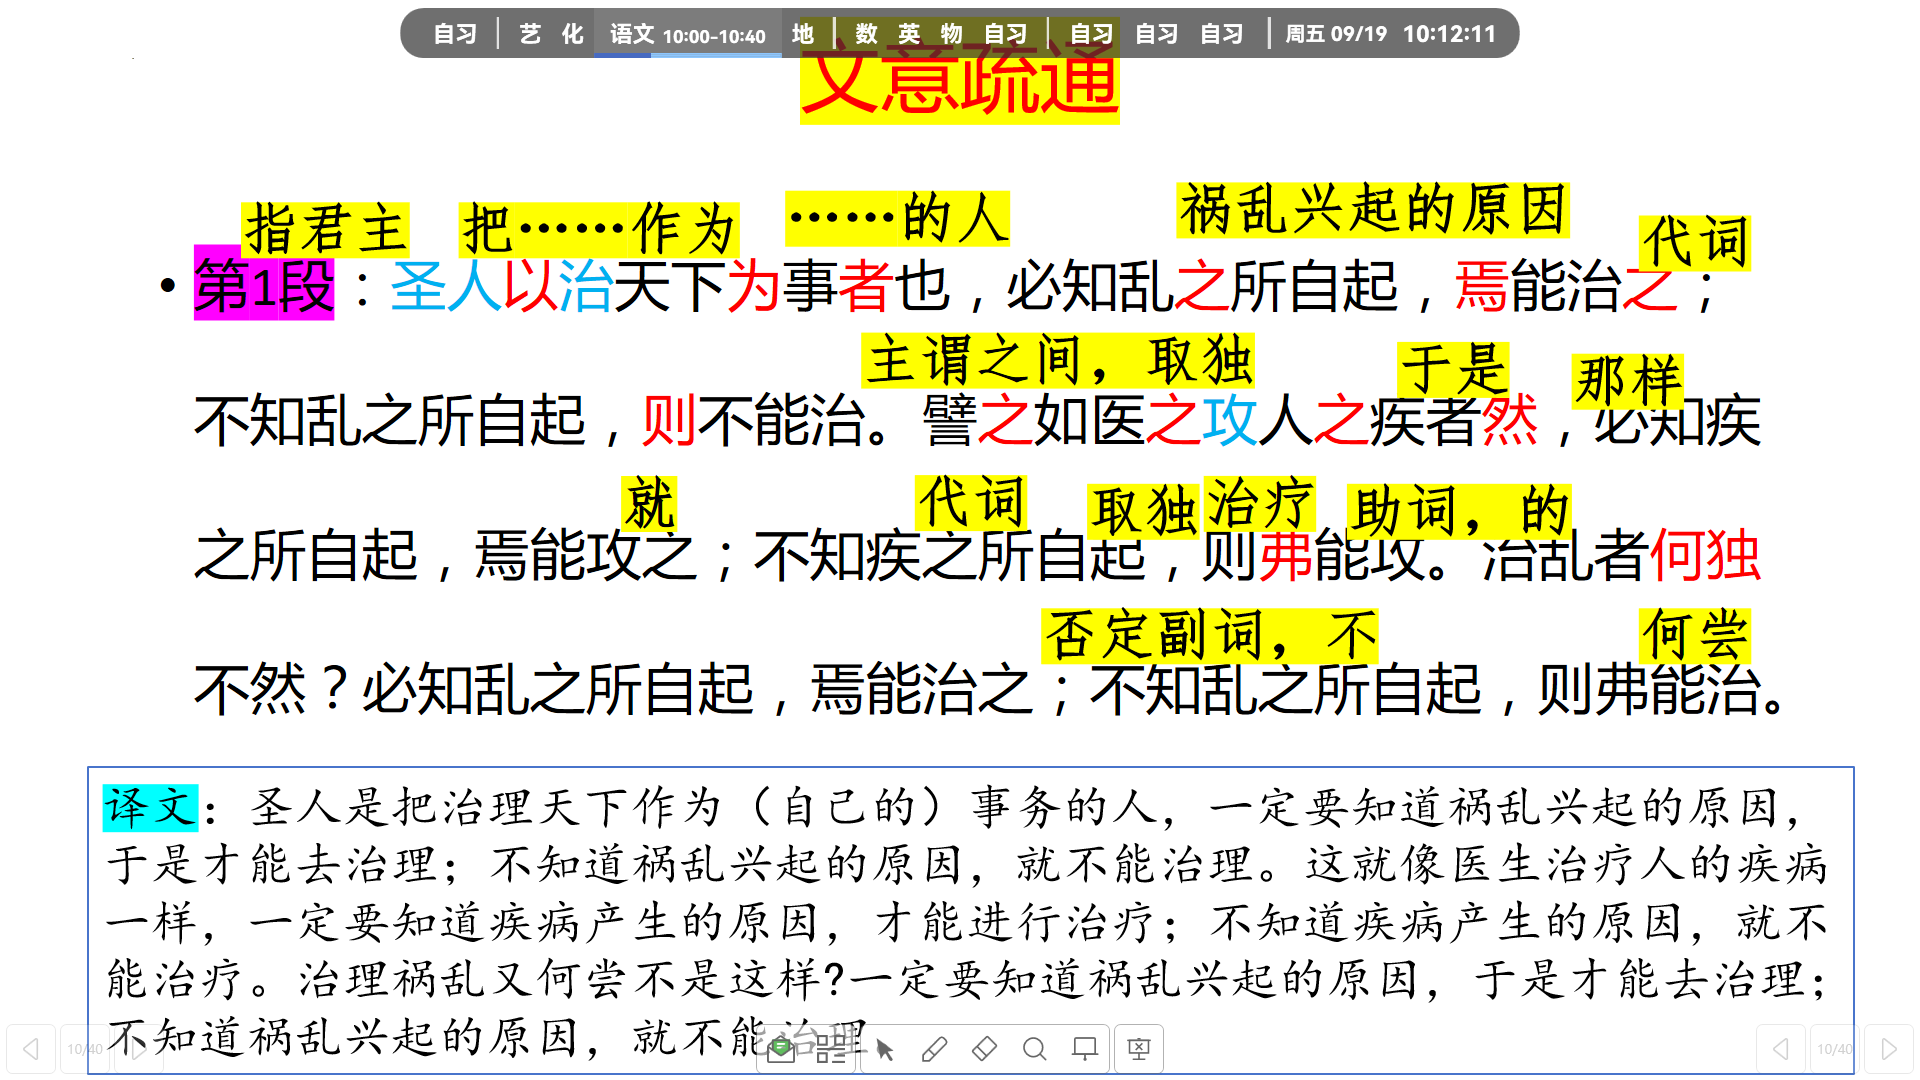 自习 艺 化 语文 10:00-10:40 地 数 英 物 自习 自习 自习 自习 周五 09/19 10:12:11
文意疏通
指君主 把……作为 ……的人 祸乱兴起的原因 代词
• 第1段：圣人以治天下为事者也，必知乱之所自起，焉能治之；
主谓之间，取独 于是 那样
不知乱之所自起，则不能治。譬之如医之攻人之疾者然，必知疾
就 代词 取独 治疗 助词，的
之所自起，焉能攻之；不知疾之所自起，则弗能攻。治乱者何独
否定副词，不 何尝
不然？必知乱之所自起，焉能治之；不知乱之所自起，则弗能治。
译文：圣人是把治理天下作为（自己的）事务的人，一定要知道祸乱兴起的原因，
于是才能去治理；不知道祸乱兴起的原因，就不能治理。这就像医生治疗人的疾病
一样，一定要知道疾病产生的原因，才能进行治疗；不知道疾病产生的原因，就不
能治疗。治理祸乱又何尝不是这样?一定要知道祸乱兴起的原因，于是才能去治理；
不知道祸乱兴起的原因，就不能治理
10/40 10/40